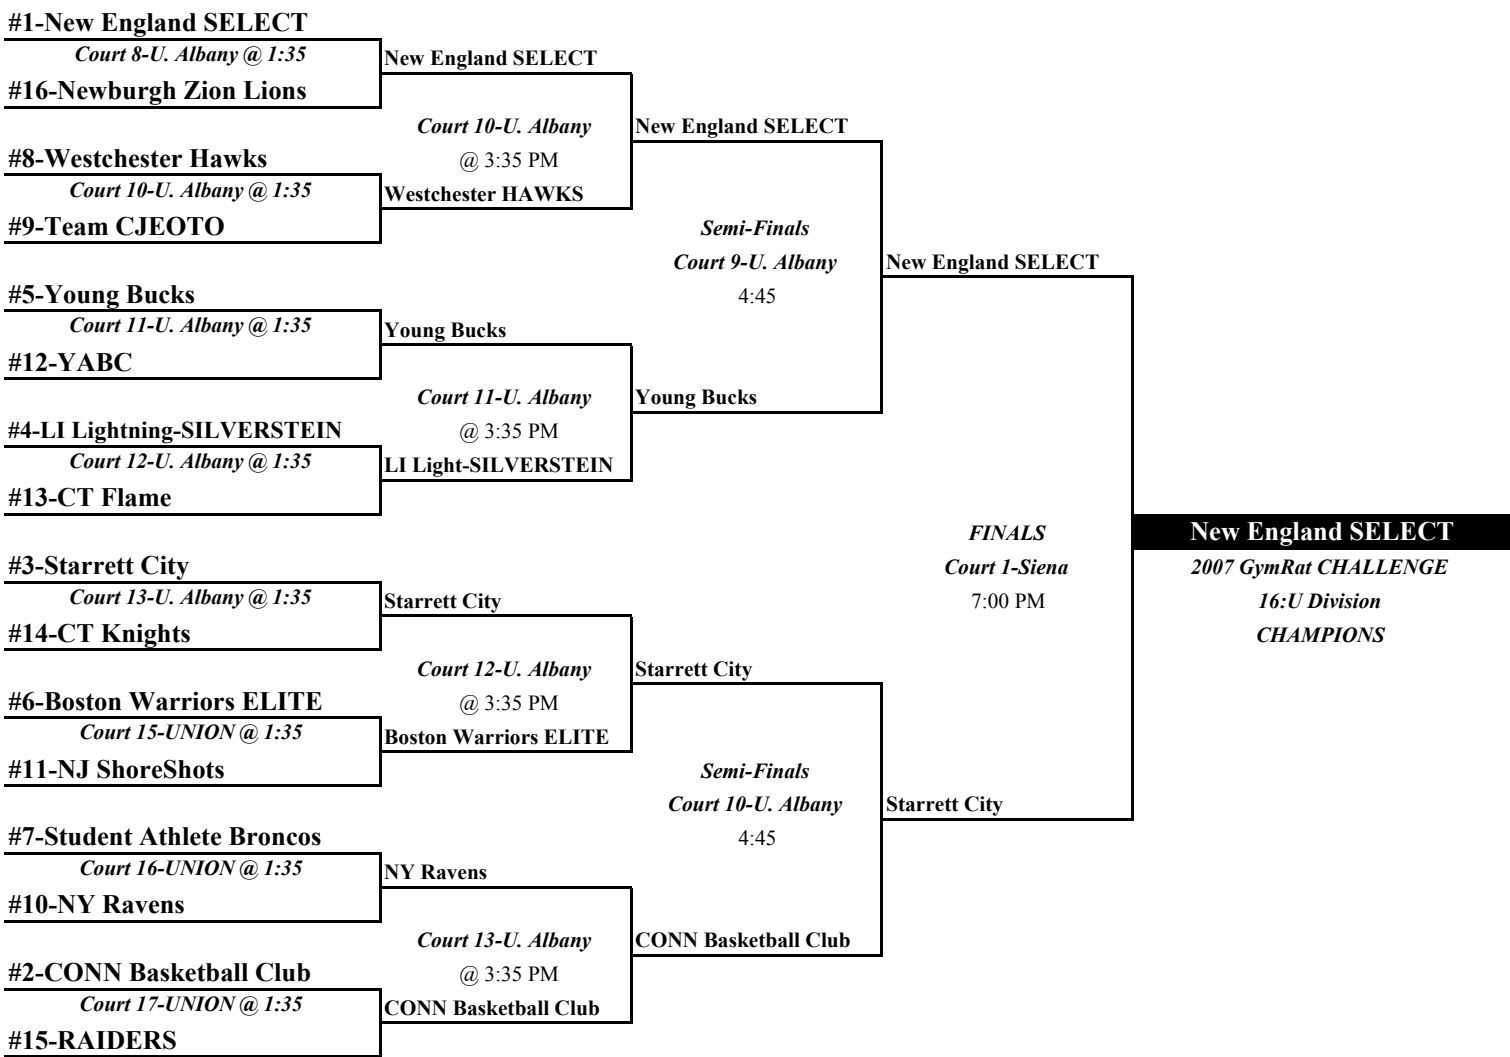 #1-New England SELECT
Court 8-U. Albany @ 1:35
New England SELECT
#16-Newburgh Zion Lions
Court 10-U. Albany
New England SELECT
#8-Westchester Hawks
@ 3:35 PM
Court 10-U. Albany @ 1:35
Westchester HAWKS
#9-Team CJEOTO
Semi-Finals
Court 9-U. Albany
New England SELECT
#5-Young Bucks
4:45
Court 11-U. Albany @ 1:35
Young Bucks
#12-YABC
Court 11-U. Albany
Young Bucks
#4-LI Lightning-SILVERSTEIN
@ 3:35 PM
Court 12-U. Albany @ 1:35
LI Light-SILVERSTEIN
#13-CT Flame
FINALS
New England SELECT
#3-Starrett City
Court 1-Siena
2007 GymRat CHALLENGE
Court 13-U. Albany @ 1:35
Starrett City
7:00 PM
16:U Division
#14-CT Knights
CHAMPIONS
Court 12-U. Albany
Starrett City
#6-Boston Warriors ELITE
@ 3:35 PM
Court 15-UNION @ 1:35
Boston Warriors ELITE
#11-NJ ShoreShots
Semi-Finals
Court 10-U. Albany
Starrett City
#7-Student Athlete Broncos
4:45
Court 16-UNION @ 1:35
NY Ravens
#10-NY Ravens
Court 13-U. Albany
CONN Basketball Club
#2-CONN Basketball Club
@ 3:35 PM
Court 17-UNION @ 1:35
CONN Basketball Club
#15-RAIDERS